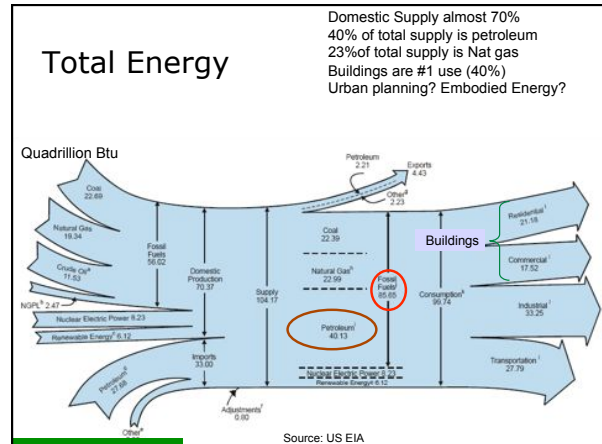 Domestic Supply almost 70%
40% of total supply is petroleum
23%of total supply is Nat gas
Buildings are #1 use (40%)
Urban planning? Embodied Energy?
Total Energy
Quadrillion Btu
Coal
22.69
Natural Gas
19.34
Crude Oil
11.53
NGPL 2.47
Nuclear Electric Power 8.23
Renewable Energy 6.12
Petroleum
27.68
Other
Fossil
Fuels
56.02
Domestic
Production
70.37
Imports
33.00
Adjustments
0.80
Supply
104.17
Petroleum
2.21
Other
2.23
Exports
4.43
Coal
22.39
Natural Gas
22.99
Petroleum
40.13
Nuclear Electric Power 8.23
Renewable Energy 6.12
Fossil
Fuels
85.65
Consumption
99.74
Buildings
Residential
21.18
Commercial
17.52
Industrial
33.25
Transportation
27.79
Source: US EIA